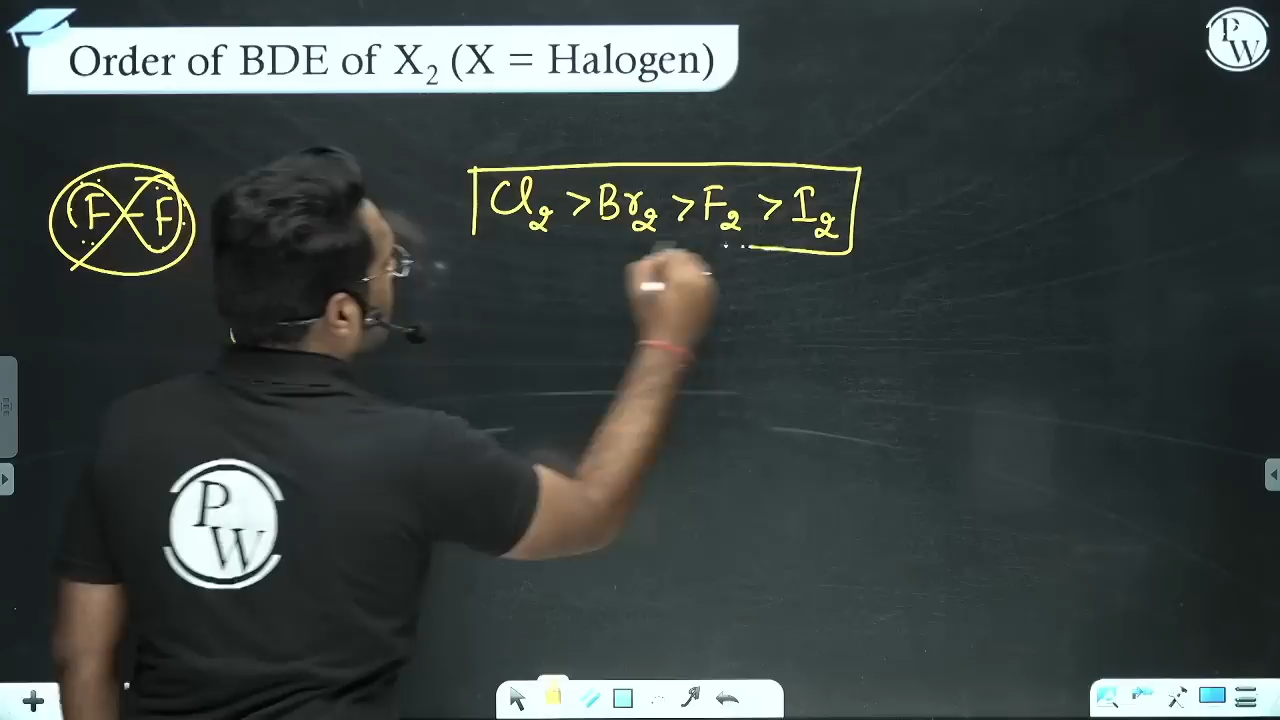 Order of BDE of X₂ (X = Halogen)
PW
F – F
Cl₂ > Br₂ > F₂ > I₂
PW